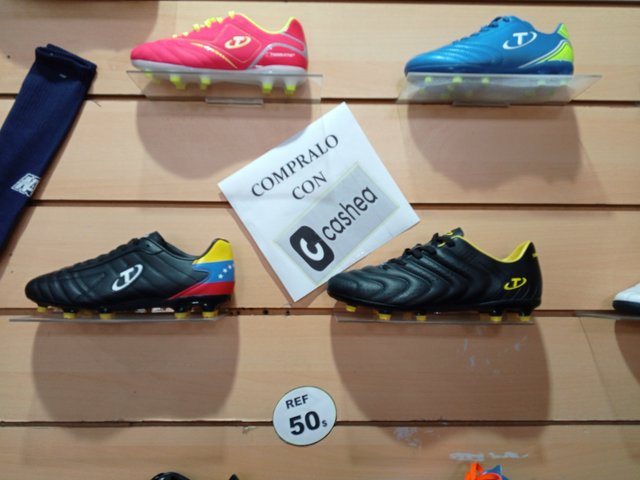 COMPRALO
CON
cashea
REF
50$